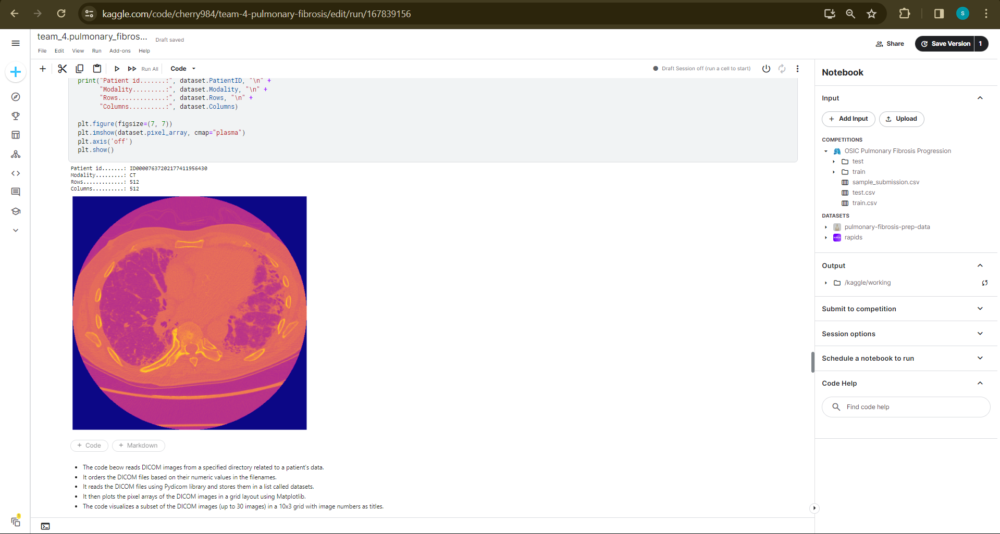 kaggle.com/code/cherry984/team-4-pulmonary-fibrosis/edit/run/167839156
S
team_4.pulmonary_fibros...
Draft saved
File Edit View Run Add-ons Help
Share
Save Version 1
Run All
Code
Draft Session off (run a cell to start)
print("Patient id.......:", dataset.PatientID, "\n" +
"Modality.........:", dataset.Modality, "\n" +
"Rows.............:", dataset.Rows, "\n" +
"Columns..........:", dataset.Columns)
plt.figure(figsize=(7, 7))
plt.imshow(dataset.pixel_array, cmap="plasma")
plt.axis('off')
plt.show()
Patient id.......: ID00007637202177411956430
Modality.........: CT
Rows.............: 512
Columns..........: 512
+ Code
+ Markdown
• The code beow reads DICOM images from a specified directory related to a patient's data.
• It orders the DICOM files based on their numeric values in the filenames.
• It reads the DICOM files using Pydicom library and stores them in a list called datasets.
• It then plots the pixel arrays of the DICOM images in a grid layout using Matplotlib.
• The code visualizes a subset of the DICOM images (up to 30 images) in a 10x3 grid with image numbers as titles.
1
Notebook
Input
+ Add Input
Upload
COMPETITIONS
OSIC Pulmonary Fibrosis Progression
test
train
sample_submission.csv
test.csv
train.csv
DATASETS
pulmonary-fibrosis-prep-data
rapids
Output
/kaggle/working
Submit to competition
Session options
Schedule a notebook to run
Code Help
Find code help